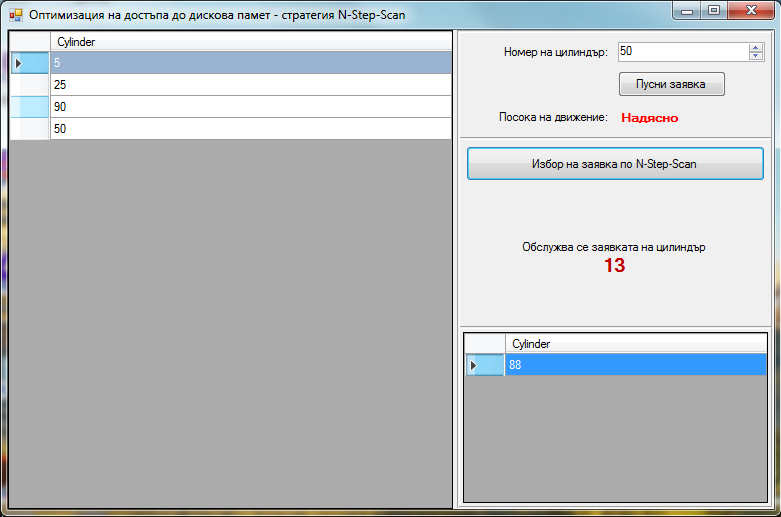 Оптимизация на достъпа до дискова памет - стратегия N-Step-Scan
Cylinder
5
25
90
50
Номер на цилиндър:
50
Пусни заявка
Посока на движение:
Надясно
Избор на заявка по N-Step-Scan
Обслужва се заявката на цилиндър
13
Cylinder
88